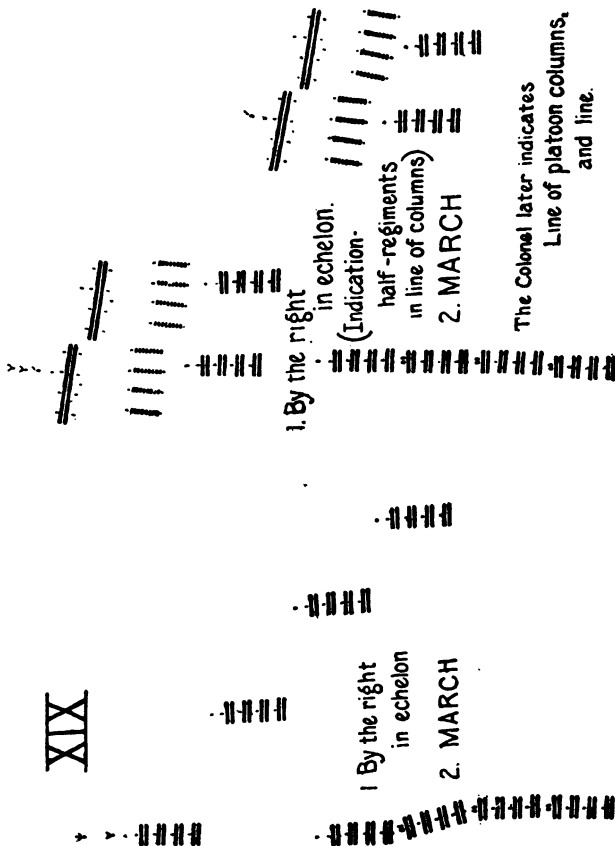 XIX
1 By the right
in echelon
2. MARCH
1. By the right
in echelon.
(Indication-
half-regiments
in line of columns)
2. MARCH
The Colonel later indicates
Line of platoon columns,
and line.